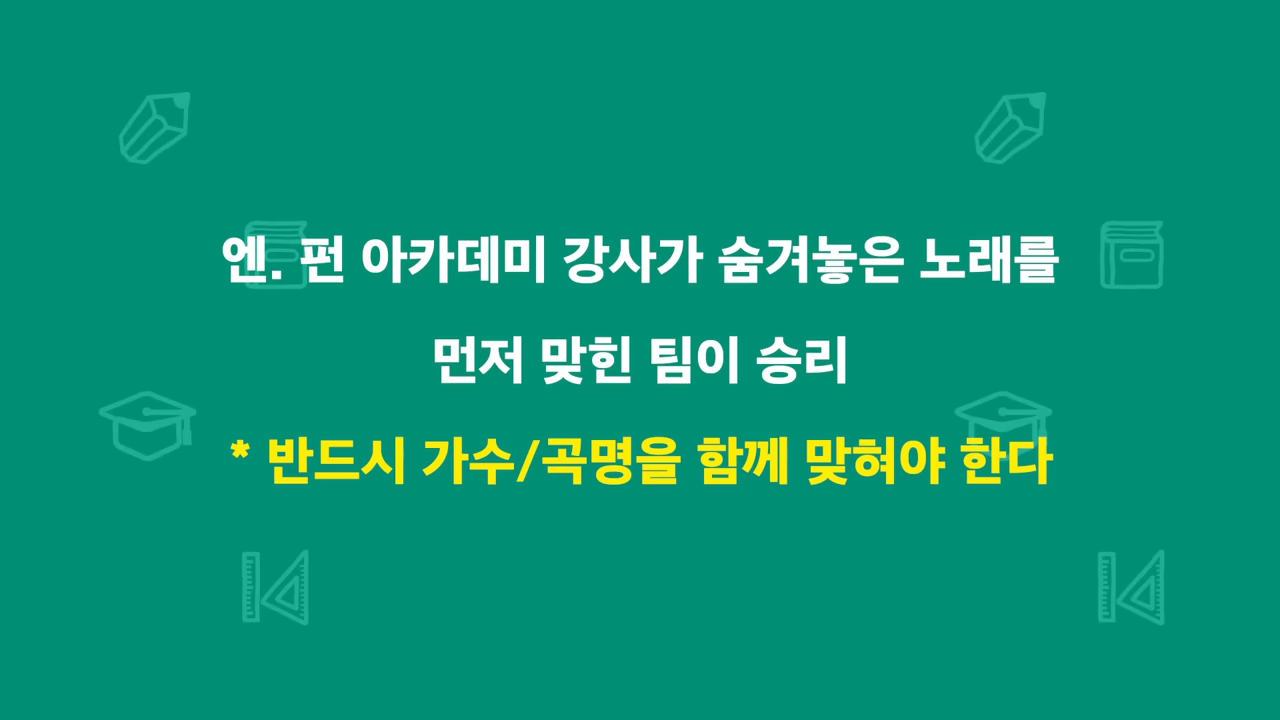 엔. 펀 아카데미 강사가 숨겨놓은 노래를
먼저 맞힌 팀이 승리
* 반드시 가수/곡명을 함께 맞혀야 한다